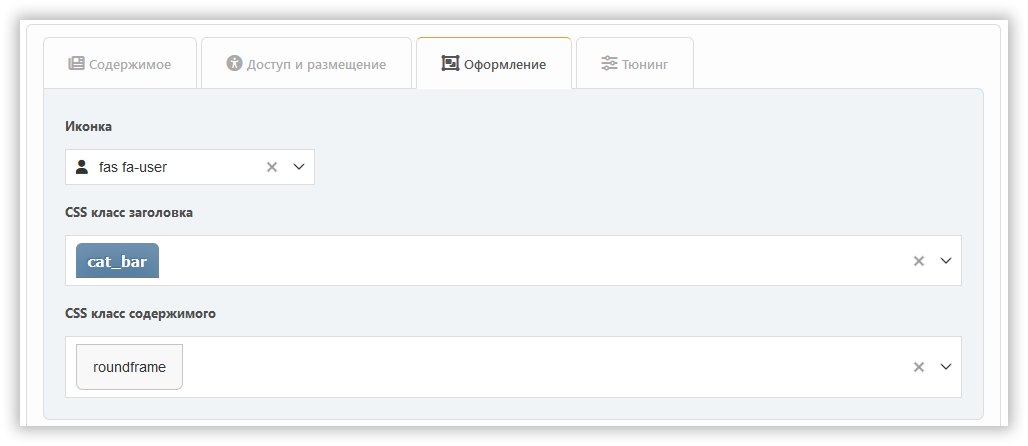 Содержимое Доступ и размещение Оформление Тюнинг
Иконка
fas fa-user
CSS класс заголовка
cat_bar
CSS класс содержимого
roundframe